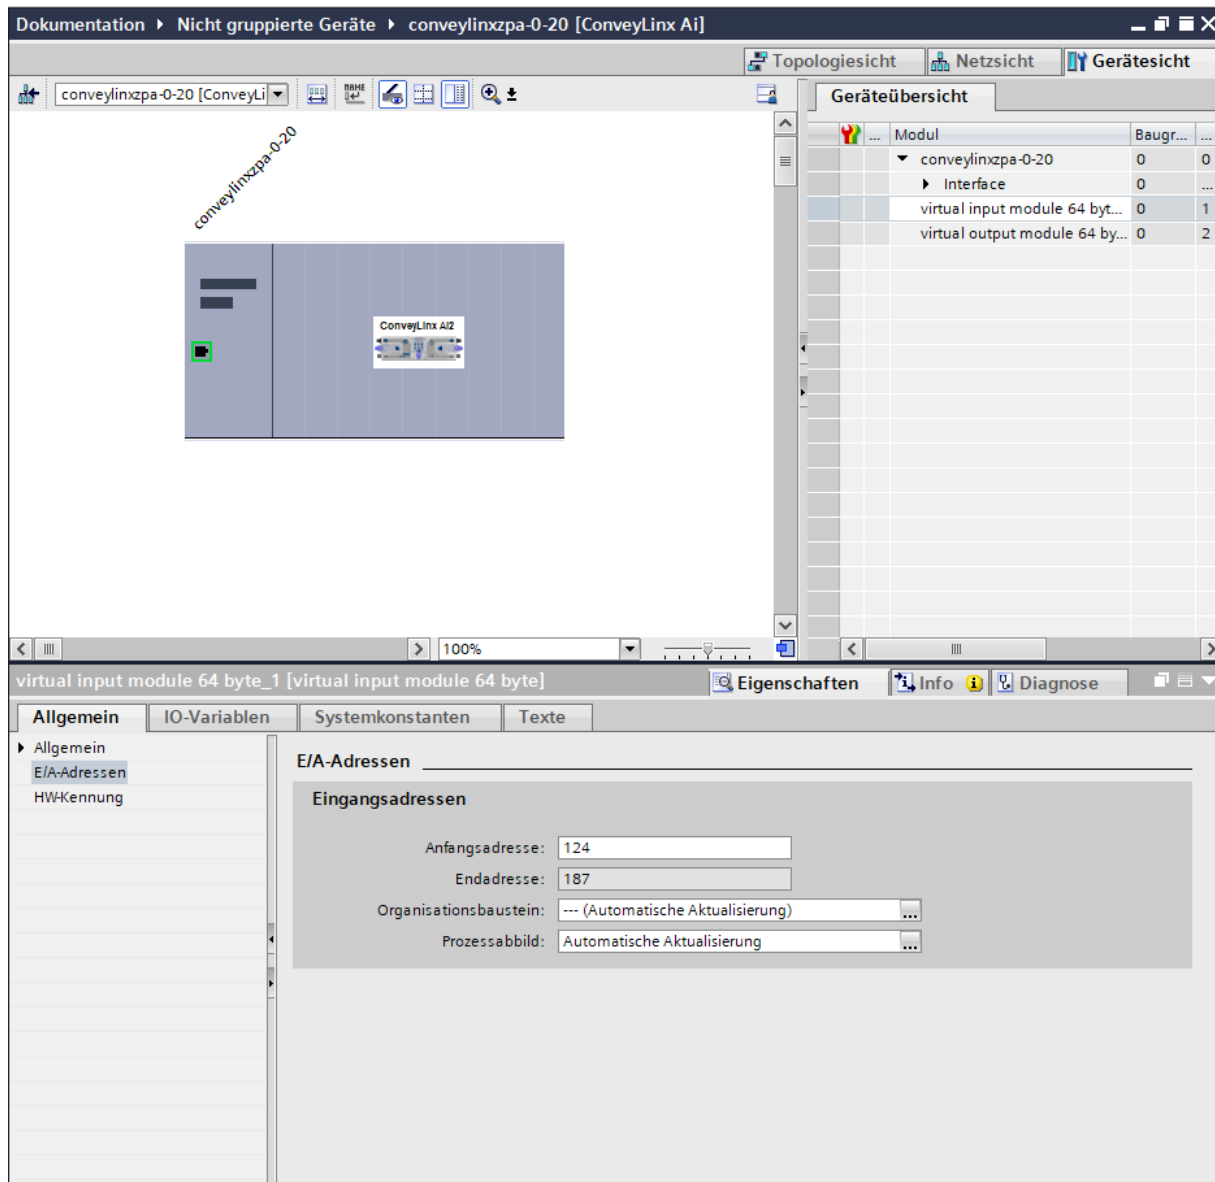 Dokumentation ▸ Nicht gruppierte Geräte ▸ conveylinxzpa-0-20 [ConveyLinx Ai]
Topologiesicht Netzsicht Gerätesicht
conveylinxzpa-0-20 [ConveyLi
Geräteübersicht
... Modul Baugr... ...
conveylinxzpa-0-20 0 0
Interface 0 ...
virtual input module 64 byt... 0 1
virtual output module 64 by... 0 2
conveylinxzpa-0-20
ConveyLinx Ai2
100%
virtual input module 64 byte_1 [virtual input module 64 byte]
Eigenschaften Info Diagnose
Allgemein IO-Variablen Systemkonstanten Texte
Allgemein
E/A-Adressen
HW-Kennung
E/A-Adressen
Eingangsadressen
Anfangsadresse: 124
Endadresse: 187
Organisationsbaustein: --- (Automatische Aktualisierung) ...
Prozessabbild: Automatische Aktualisierung ...